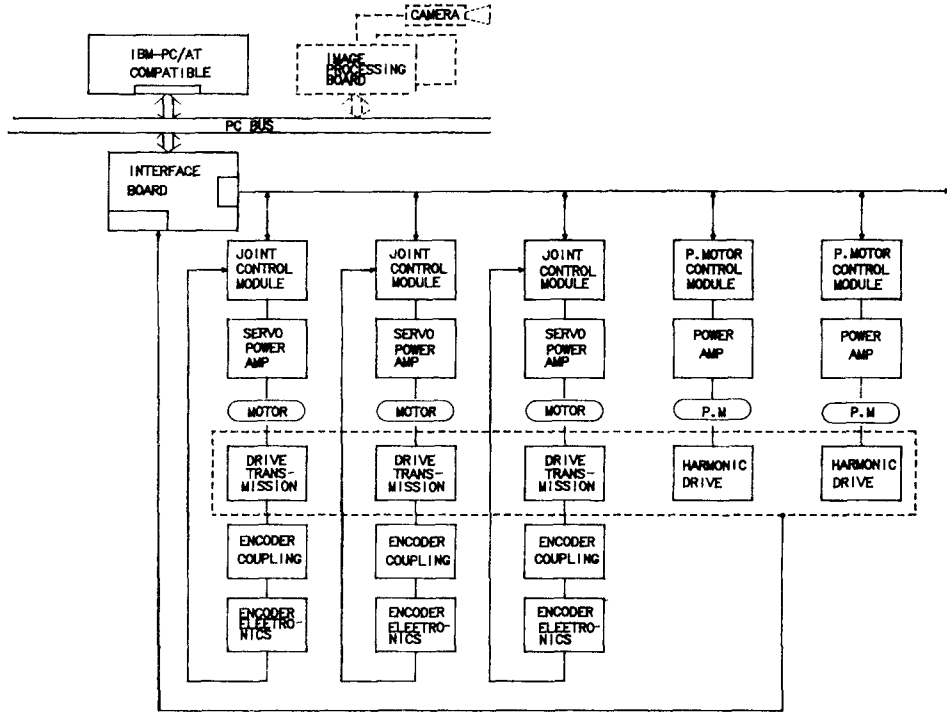 CAMERA
IBM-PC/AT
COMPATIBLE
IMAGE
PROCESSING
BOARD
PC BUS
INTERFACE
BOARD
JOINT
CONTROL
MODULE
JOINT
CONTROL
MODULE
JOINT
CONTROL
MODULE
P.MOTOR
CONTROL
MODULE
P.MOTOR
CONTROL
MODULE
SERVO
POWER
AMP
SERVO
POWER
AMP
SERVO
POWER
AMP
POWER
AMP
POWER
AMP
MOTOR
MOTOR
MOTOR
P.M
P.M
DRIVE
TRANS-
MISSION
DRIVE
TRANS-
MISSION
DRIVE
TRANS-
MISSION
HARMONIC
DRIVE
HARMONIC
DRIVE
ENCODER
COUPLING
ENCODER
COUPLING
ENCODER
COUPLING
ENCODER
ELEETRO-
NICS
ENCODER
ELEETRO-
NICS
ENCODER
ELEETRO-
NICS